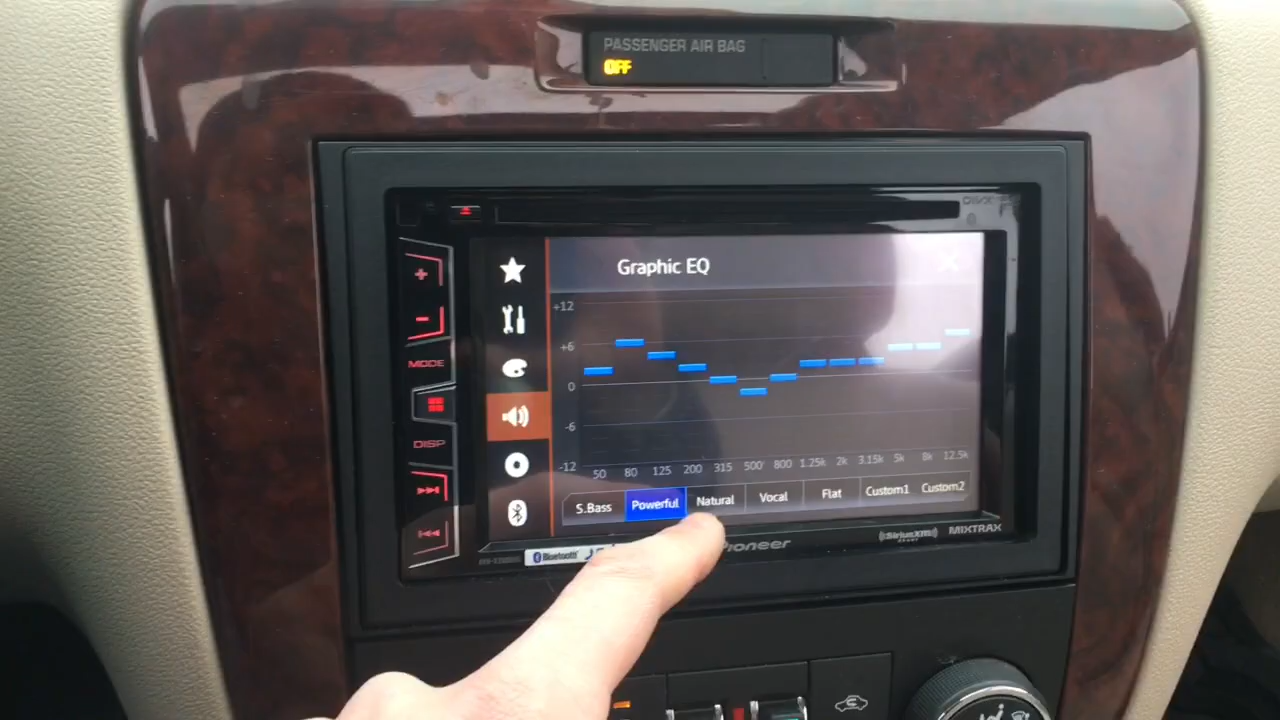 PASSENGER AIR BAG
OFF
Graphic EQ
+12
+6
0
-6
-12
50 80 125 200 315 500 800 1.25k 2k 3.15k 5k 8k 12.5k
S.Bass Powerful Natural Vocal Flat Custom1 Custom2
+
-
MODE
DISP
Bluetooth
Pioneer
SiriusXM
MIXTRAX